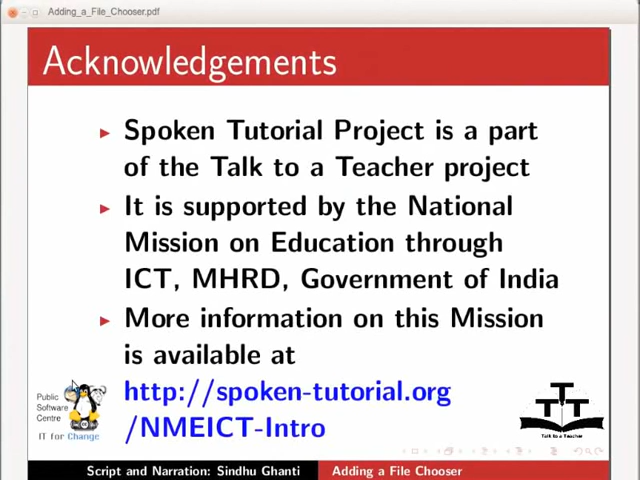 Adding_a_File_Chooser.pdf
Acknowledgements
Spoken Tutorial Project is a part
of the Talk to a Teacher project
It is supported by the National
Mission on Education through
ICT, MHRD, Government of India
More information on this Mission
is available at
http://spoken-tutorial.org
/NMEICT-Intro
Public
Software
Centre
IT for Change
Talk to a Teacher
Script and Narration: Sindhu Ghanti
Adding a File Chooser